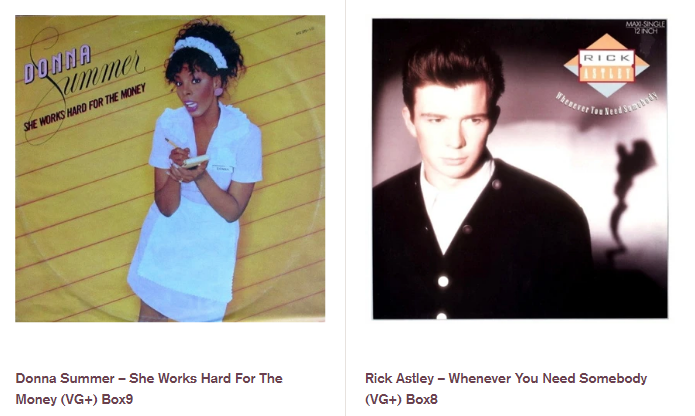 DONNA
Summer
SHE WORKS HARD FOR THE MONEY
MAXI-SINGLE
12 INCH
RICK
ASTLEY
Whenever You Need Somebody
Donna Summer – She Works Hard For The
Money (VG+) Box9
Rick Astley – Whenever You Need Somebody
(VG+) Box8